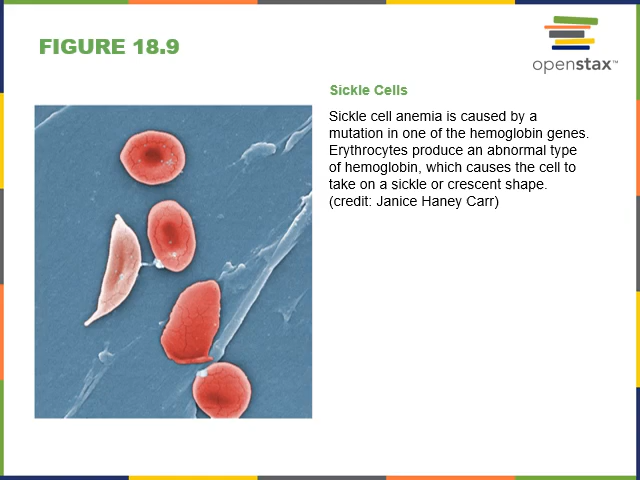 FIGURE 18.9
openstax™
Sickle Cells
Sickle cell anemia is caused by a
mutation in one of the hemoglobin genes.
Erythrocytes produce an abnormal type
of hemoglobin, which causes the cell to
take on a sickle or crescent shape.
(credit: Janice Haney Carr)